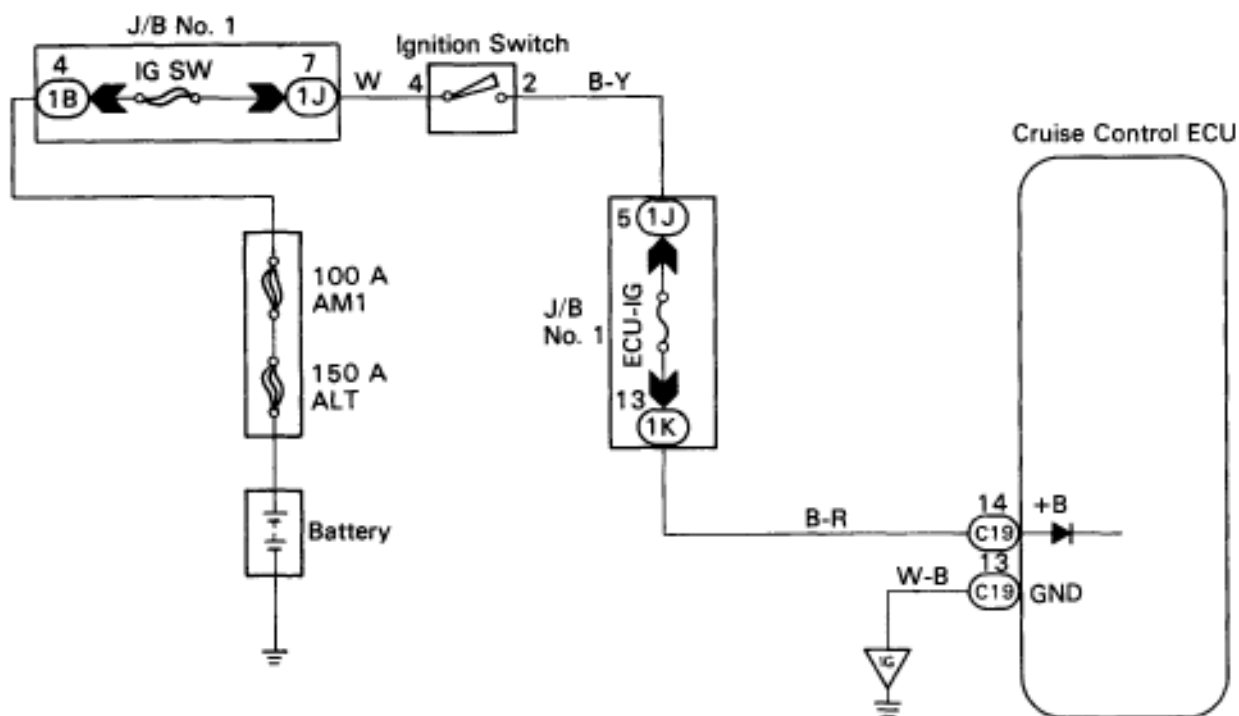 J/B No. 1
Ignition Switch
4
IG SW
7
1B
1J
W
4
2
B-Y
Cruise Control ECU
5
1J
100 A
AM1
J/B
No. 1
ECU-IG
150 A
ALT
13
1K
Battery
B-R
14
+B
C19
W-B
13
C19
GND
IG